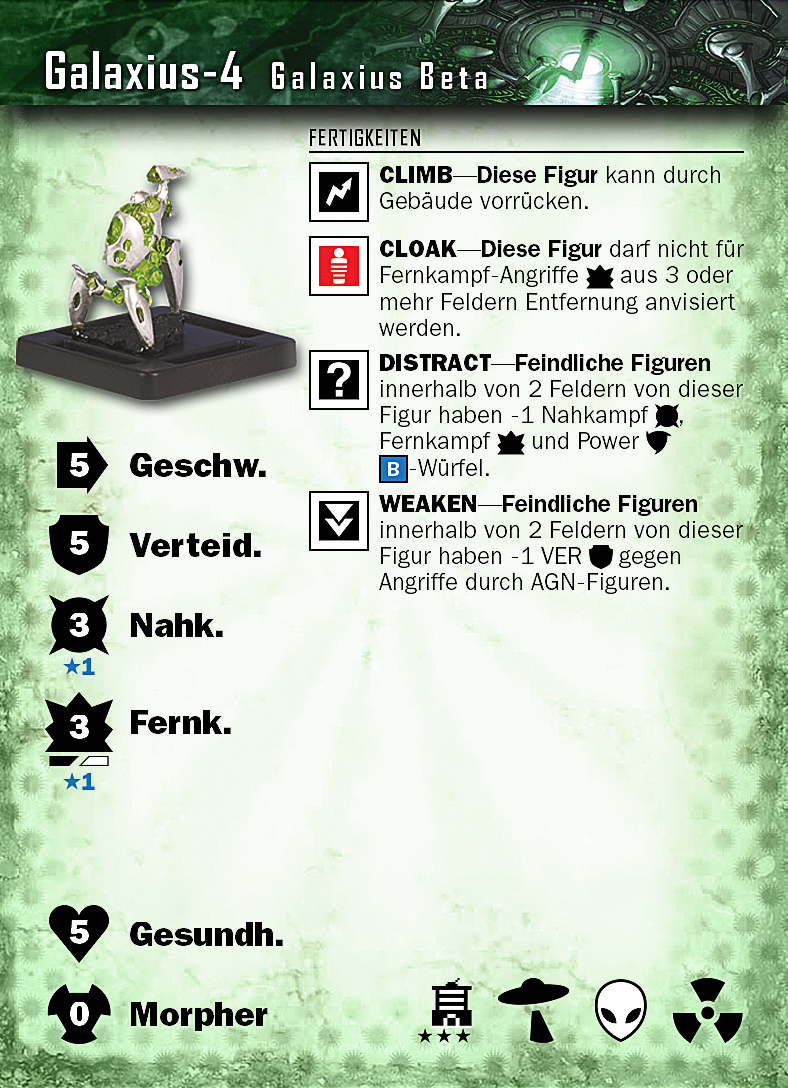 Galaxius-4 Galaxius Beta
FERTIGKEITEN
CLIMB—Diese Figur kann durch
Gebäude vorrücken.
CLOAK—Diese Figur darf nicht für
Fernkampf-Angriffe aus 3 oder
mehr Feldern Entfernung anvisiert
werden.
?
DISTRACT—Feindliche Figuren
innerhalb von 2 Feldern von dieser
Figur haben -1 Nahkampf ,
Fernkampf und Power
B-Würfel.
WEAKEN—Feindliche Figuren
innerhalb von 2 Feldern von dieser
Figur haben -1 VER gegen
Angriffe durch AGN-Figuren.
5 Geschw.
5 Verteid.
3 Nahk.
★1
3 Fernk.
★1
5 Gesundh.
0 Morpher
★★★